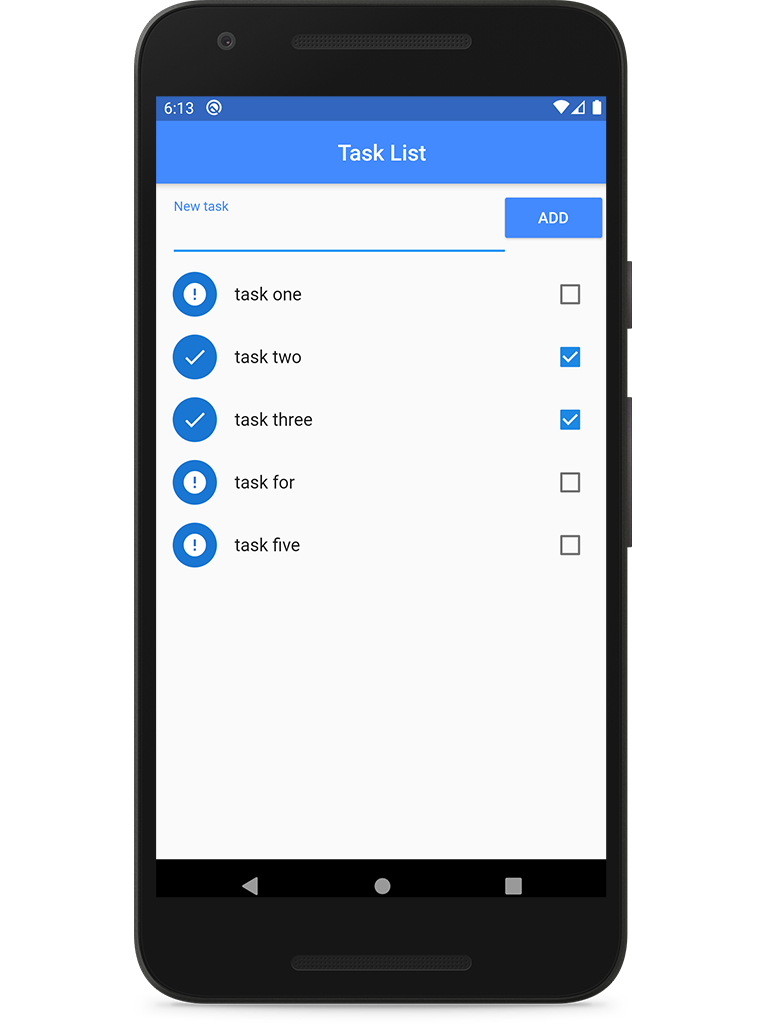 6:13
Task List
New task
ADD
task one
task two
task three
task for
task five